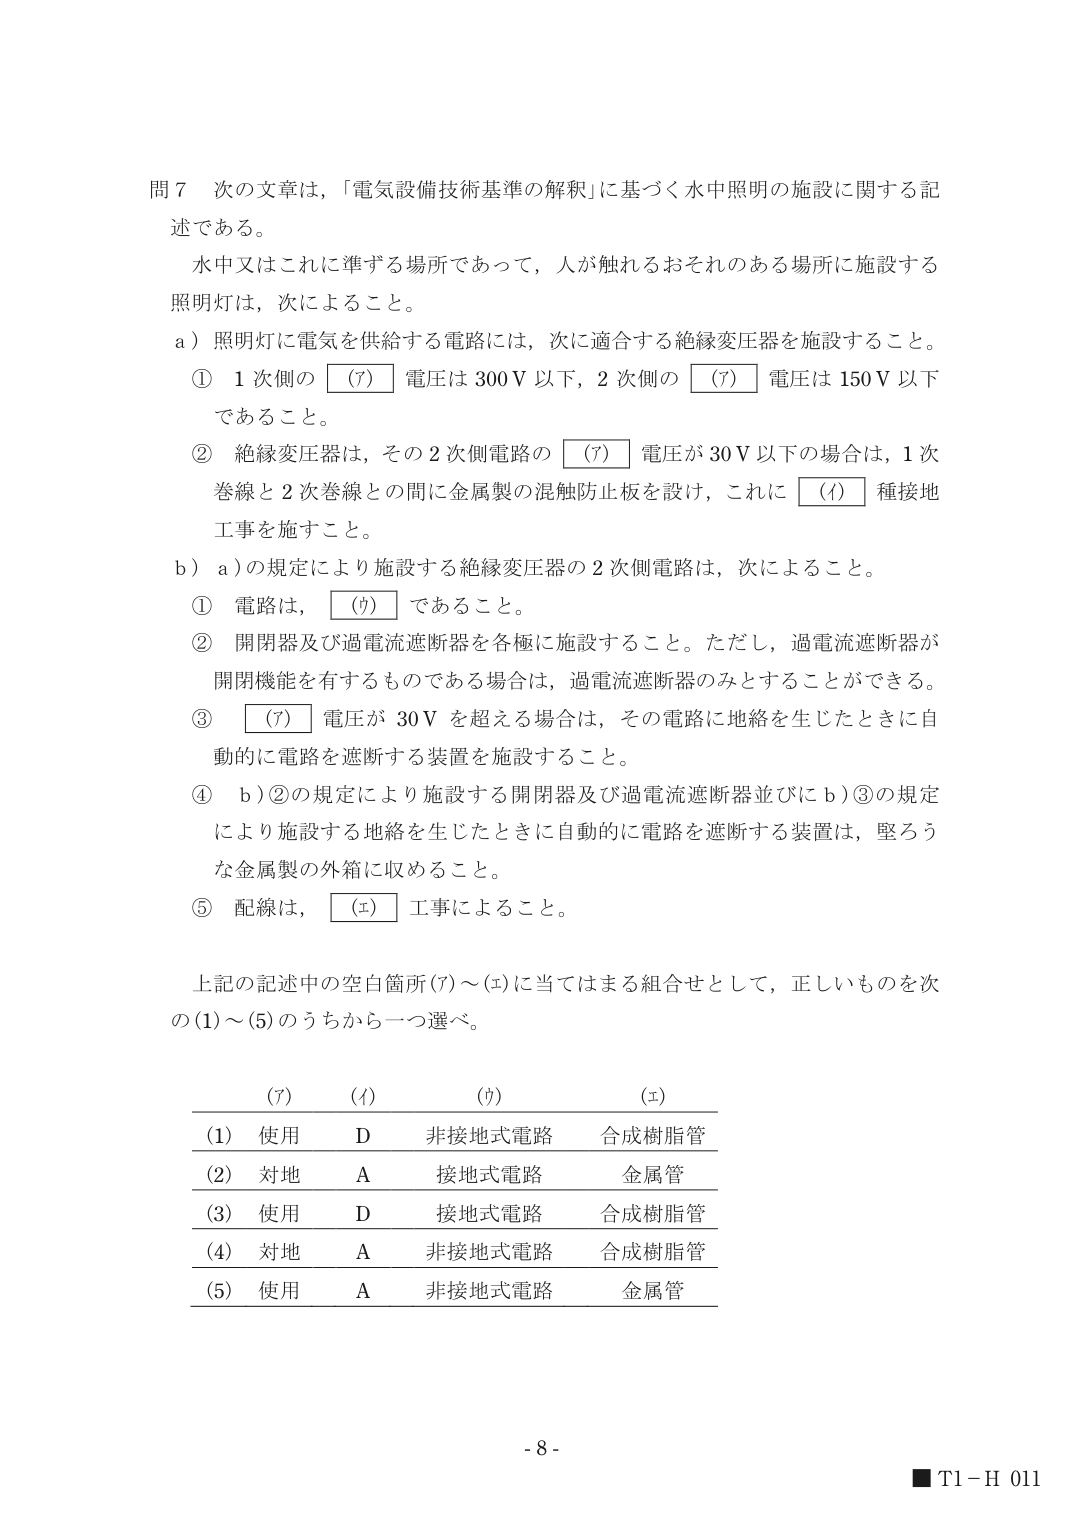 問７　次の文章は，「電気設備技術基準の解釈」に基づく水中照明の施設に関する記
述である。
水中又はこれに準ずる場所であって，人が触れるおそれのある場所に施設する
照明灯は，次によること。
a）照明灯に電気を供給する電路には，次に適合する絶縁変圧器を施設すること。
①　1 次側の (ア) 電圧は 300 V 以下，2 次側の (ア) 電圧は 150 V 以下
であること。
②　絶縁変圧器は，その 2 次側電路の (ア) 電圧が 30 V 以下の場合は，1 次
巻線と 2 次巻線との間に金属製の混触防止板を設け，これに (イ) 種接地
工事を施すこと。
b） a)の規定により施設する絶縁変圧器の 2 次側電路は，次によること。
①　電路は， (ウ) であること。
②　開閉器及び過電流遮断器を各極に施設すること。ただし，過電流遮断器が
開閉機能を有するものである場合は，過電流遮断器のみとすることができる。
③　(ア) 電圧が 30 V を超える場合は，その電路に地絡を生じたときに自
動的に電路を遮断する装置を施設すること。
④　b)②の規定により施設する開閉器及び過電流遮断器並びに b)③の規定
により施設する地絡を生じたときに自動的に電路を遮断する装置は，堅ろう
な金属製の外箱に収めること。
⑤　配線は， (エ) 工事によること。
上記の記述中の空白箇所(ア)～(エ)に当てはまる組合せとして，正しいものを次
の(1)～(5)のうちから一つ選べ。
(ア)　(イ)　(ウ)　(エ)
(1)　使用　D　非接地式電路　合成樹脂管
(2)　対地　A　接地式電路　金属管
(3)　使用　D　接地式電路　合成樹脂管
(4)　対地　A　非接地式電路　合成樹脂管
(5)　使用　A　非接地式電路　金属管
- 8 -
■ T1－H 011